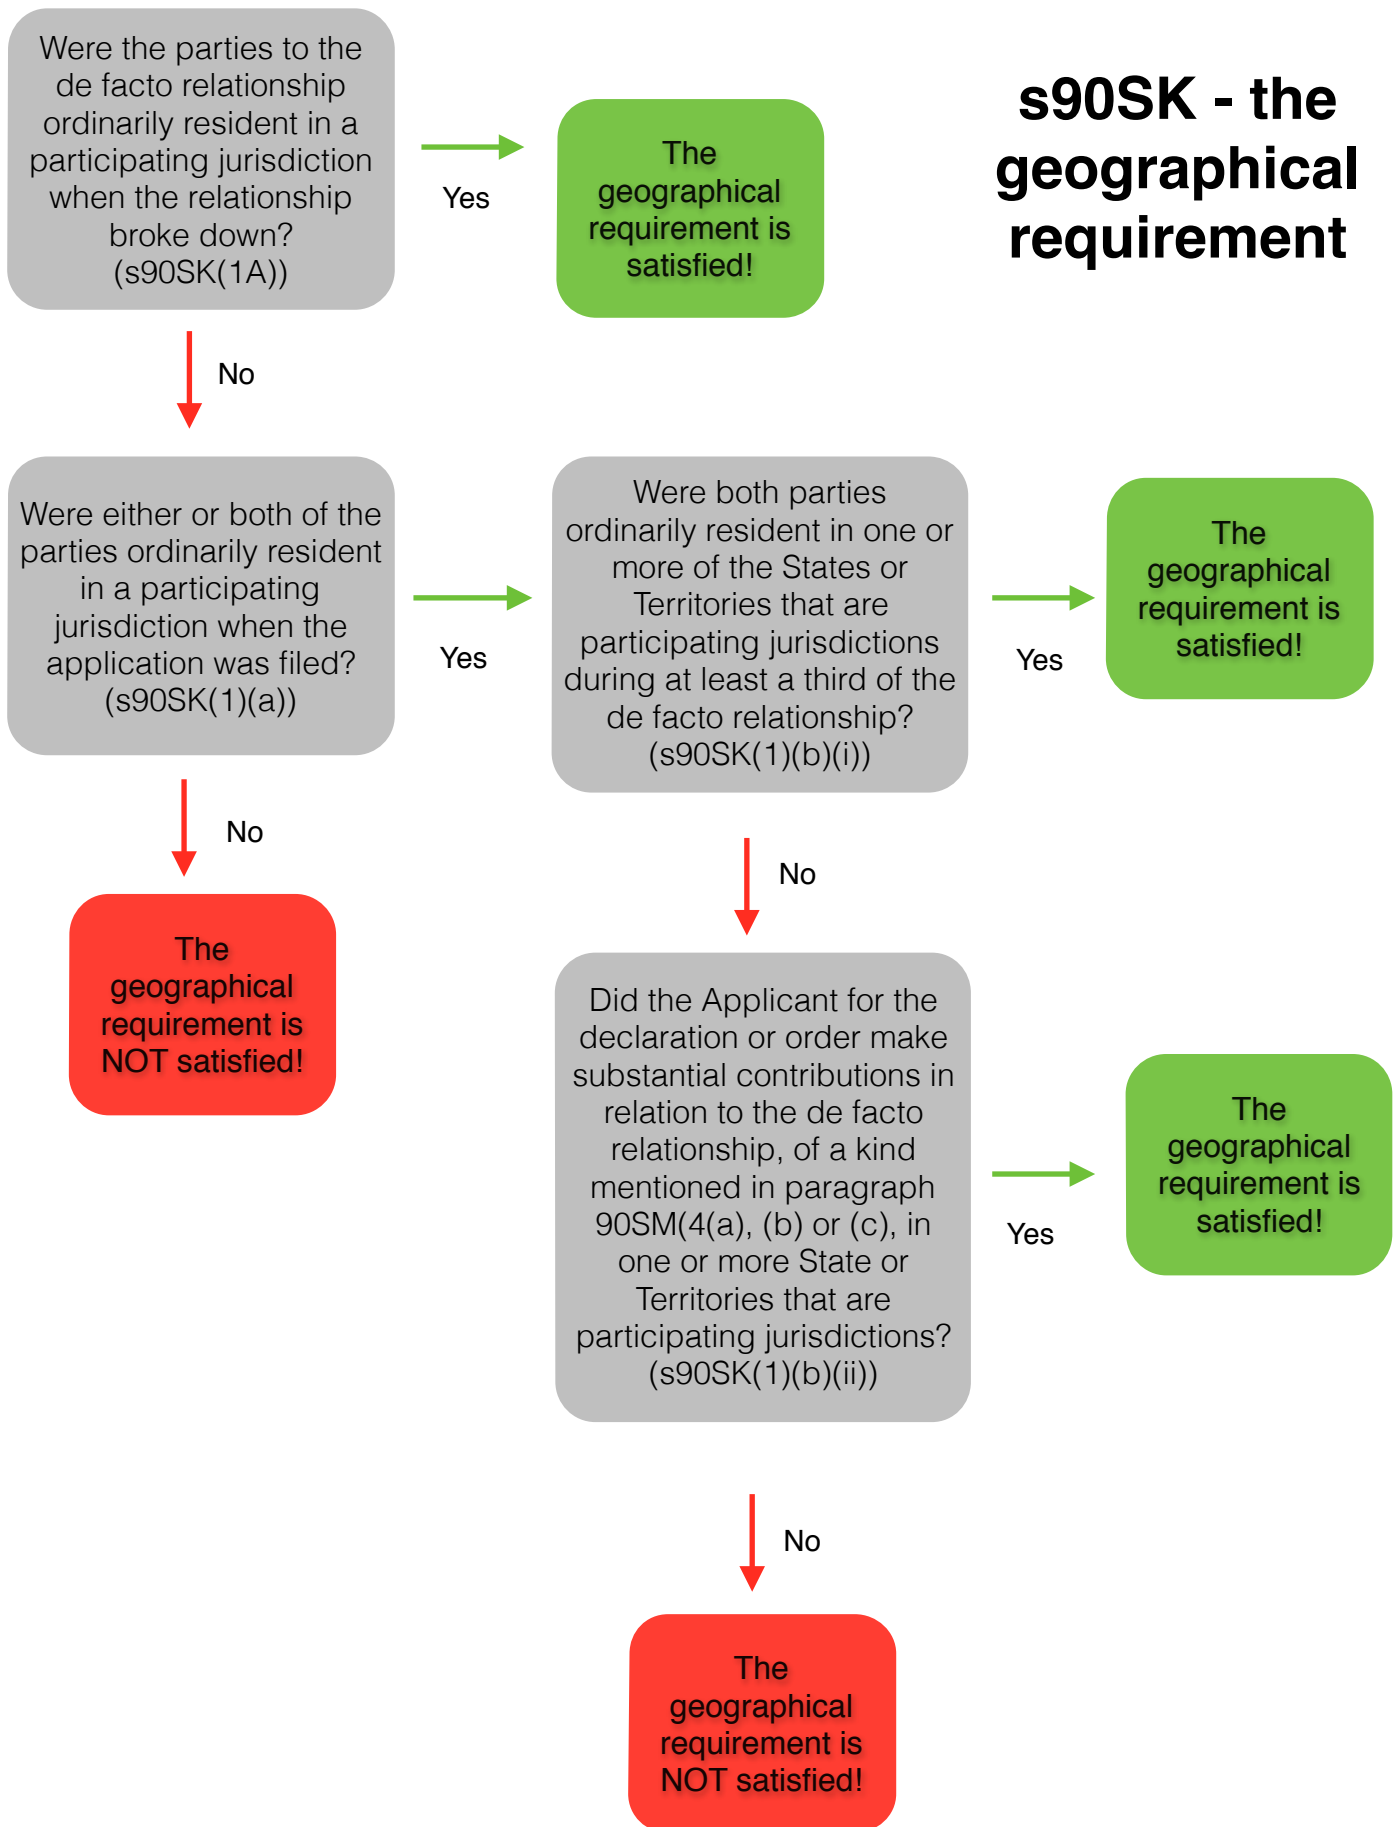 Were the parties to the
de facto relationship
ordinarily resident in a
participating jurisdiction
when the relationship
broke down?
(s90SK(1A))
Yes
The
geographical
requirement is
satisfied!
s90SK - the
geographical
requirement
No
Were either or both of the
parties ordinarily resident
in a participating
jurisdiction when the
application was filed?
(s90SK(1)(a))
Yes
Were both parties
ordinarily resident in one or
more of the States or
Territories that are
participating jurisdictions
during at least a third of the
de facto relationship?
(s90SK(1)(b)(i))
Yes
The
geographical
requirement is
satisfied!
No
The
geographical
requirement is
NOT satisfied!
No
Did the Applicant for the
declaration or order make
substantial contributions in
relation to the de facto
relationship, of a kind
mentioned in paragraph
90SM(4(a), (b) or (c), in
one or more State or
Territories that are
participating jurisdictions?
(s90SK(1)(b)(ii))
Yes
The
geographical
requirement is
satisfied!
No
The
geographical
requirement is
NOT satisfied!